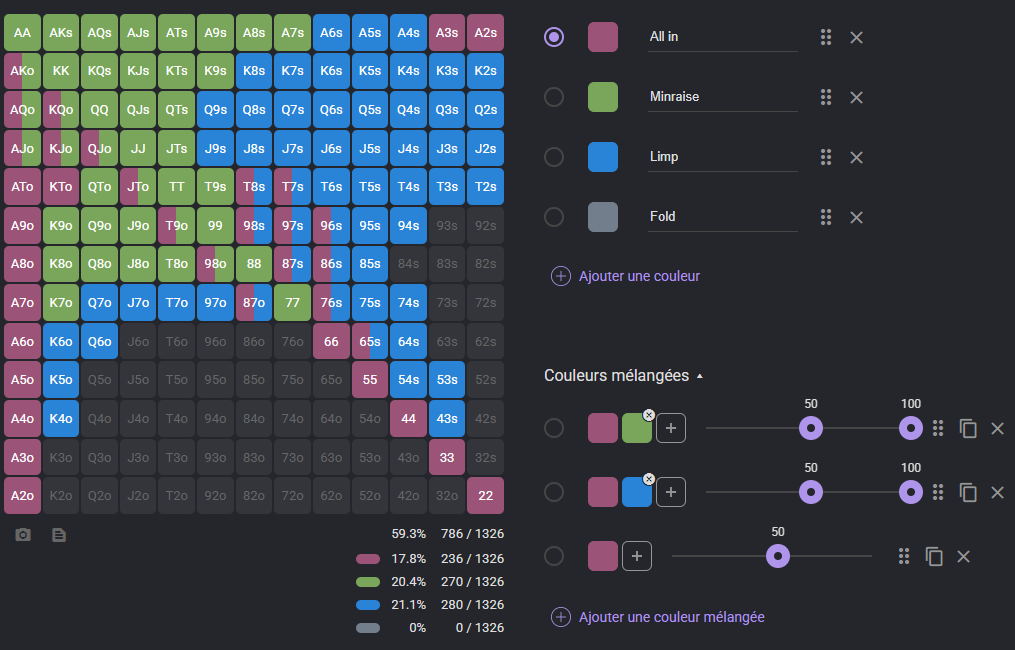 AA AKs AQs AJs ATs A9s A8s A7s A6s A5s A4s A3s A2s
AKo KK KQs KJs KTs K9s K8s K7s K6s K5s K4s K3s K2s
AQo KQo QQ QJs QTs Q9s Q8s Q7s Q6s Q5s Q4s Q3s Q2s
AJo KJo QJo JJ JTs J9s J8s J7s J6s J5s J4s J3s J2s
ATo KTo QTo JTo TT T9s T8s T7s T6s T5s T4s T3s T2s
A9o K9o Q9o J9o T9o 99 98s 97s 96s 95s 94s 93s 92s
A8o K8o Q8o J8o T8o 98o 88 87s 86s 85s 84s 83s 82s
A7o K7o Q7o J7o T7o 97o 87o 77 76s 75s 74s 73s 72s
A6o K6o Q6o J6o T6o 96o 86o 76o 66 65s 64s 63s 62s
A5o K5o Q5o J5o T5o 95o 85o 75o 65o 55 54s 53s 52s
A4o K4o Q4o J4o T4o 94o 84o 74o 64o 54o 44 43s 42s
A3o K3o Q3o J3o T3o 93o 83o 73o 63o 53o 43o 33 32s
A2o K2o Q2o J2o T2o 92o 82o 72o 62o 52o 42o 32o 22
59.3% 786 / 1326
17.8% 236 / 1326
20.4% 270 / 1326
21.1% 280 / 1326
0% 0 / 1326
All in
Minraise
Limp
Fold
Ajouter une couleur
Couleurs mélangées
50 100
50 100
50
Ajouter une couleur mélangée